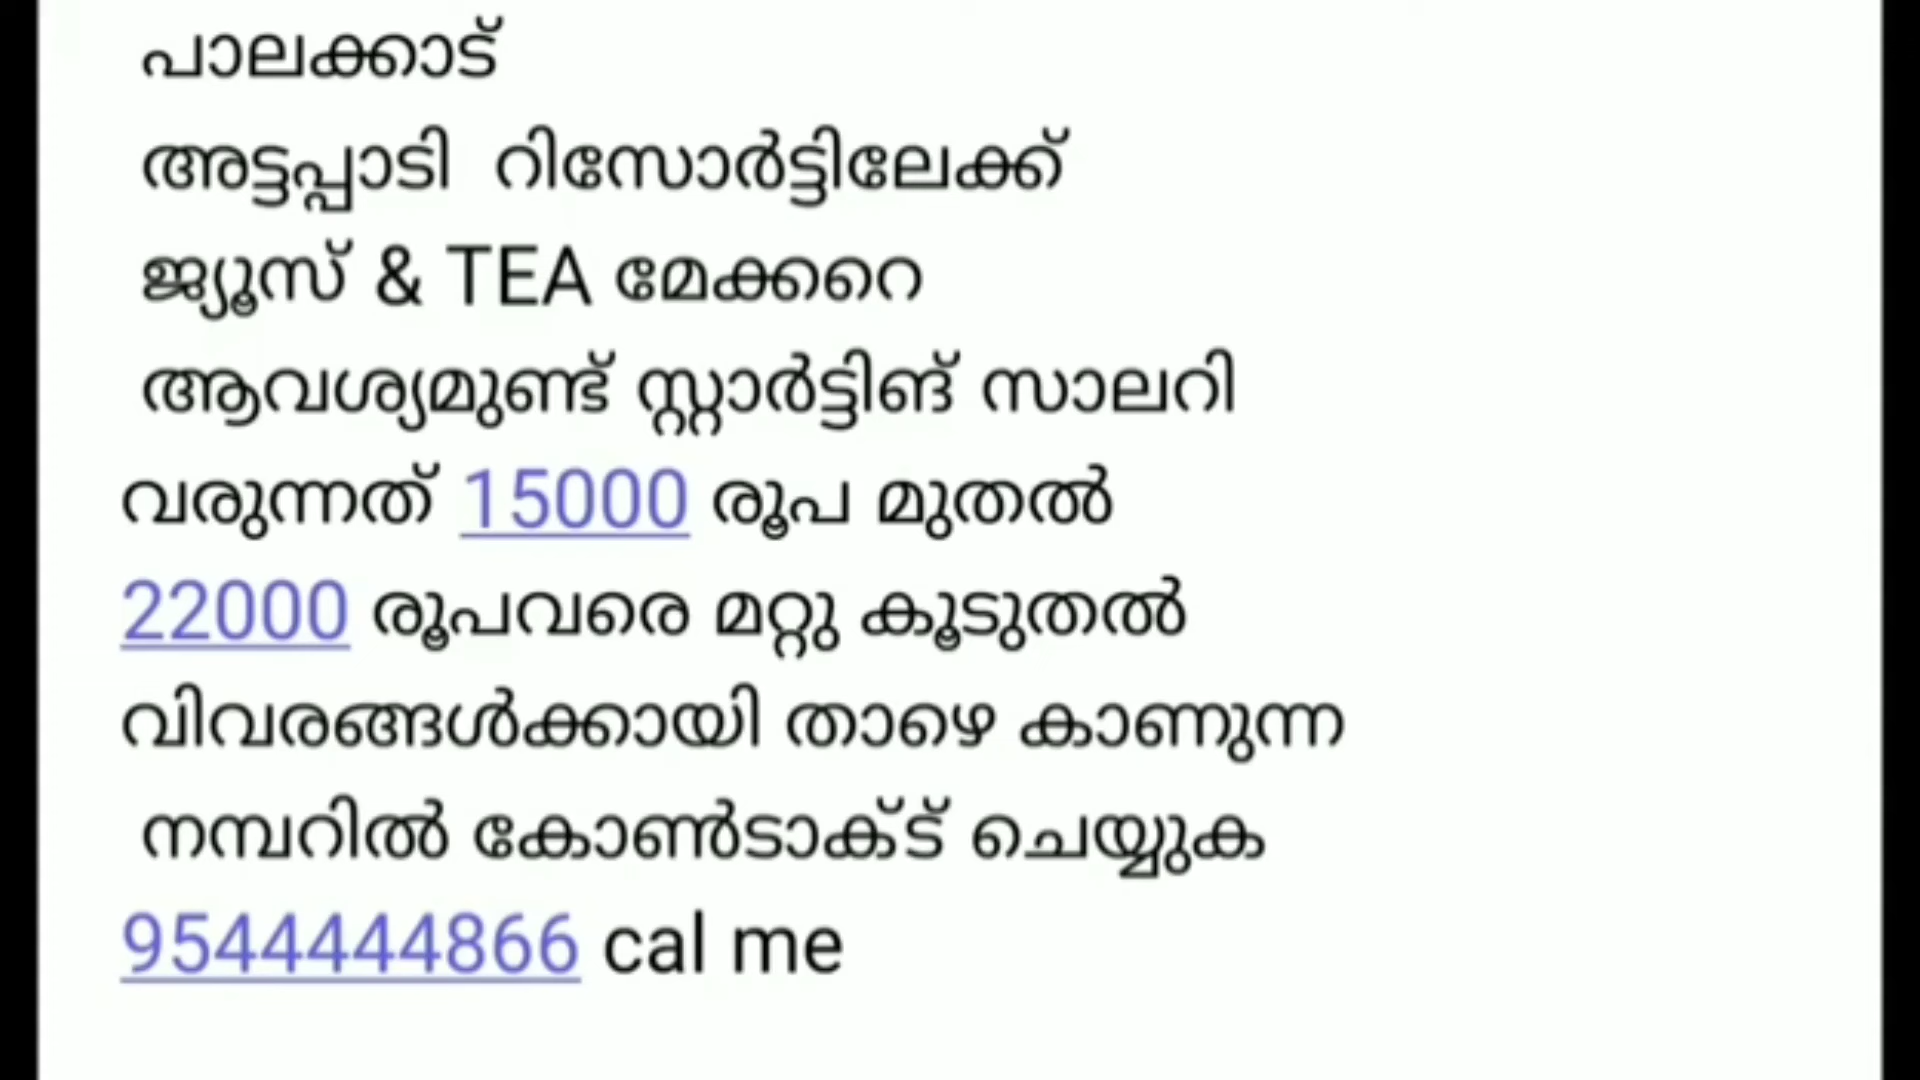 പാലക്കാട്
അട്ടപ്പാടി റിസോർട്ടിലേക്ക്
ജ്യൂസ് & TEA മേക്കറെ
ആവശ്യമുണ്ട് സ്റ്റാർട്ടിങ് സാലറി
വരുന്നത് 15000 രൂപ മുതൽ
22000 രൂപവരെ മറ്റു കൂടുതൽ
വിവരങ്ങൾക്കായി താഴെ കാണുന്ന
നമ്പറിൽ കോൺടാക്ട് ചെയ്യുക
9544444866 cal me